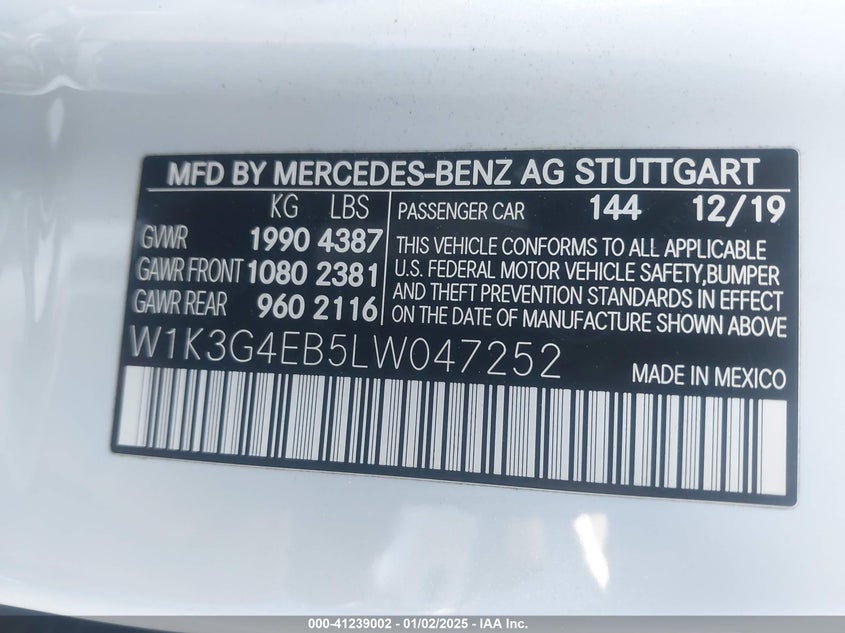 MFD BY MERCEDES-BENZ AG STUTTGART
KG LBS
GVWR 1990 4387
GAWR FRONT 1080 2381
GAWR REAR 960 2116
PASSENGER CAR 144 12/19
THIS VEHICLE CONFORMS TO ALL APPLICABLE
U.S. FEDERAL MOTOR VEHICLE SAFETY,BUMPER
AND THEFT PREVENTION STANDARDS IN EFFECT
ON THE DATE OF MANUFACTURE SHOWN ABOVE
W1K3G4EB5LW047252
MADE IN MEXICO
000-41239002 - 01/02/2025 - IAA Inc.